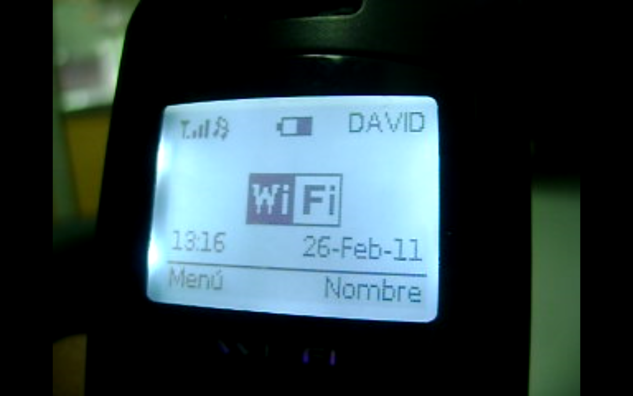 DAVID
WiFi
13:16 26-Feb-11
Menú Nombre